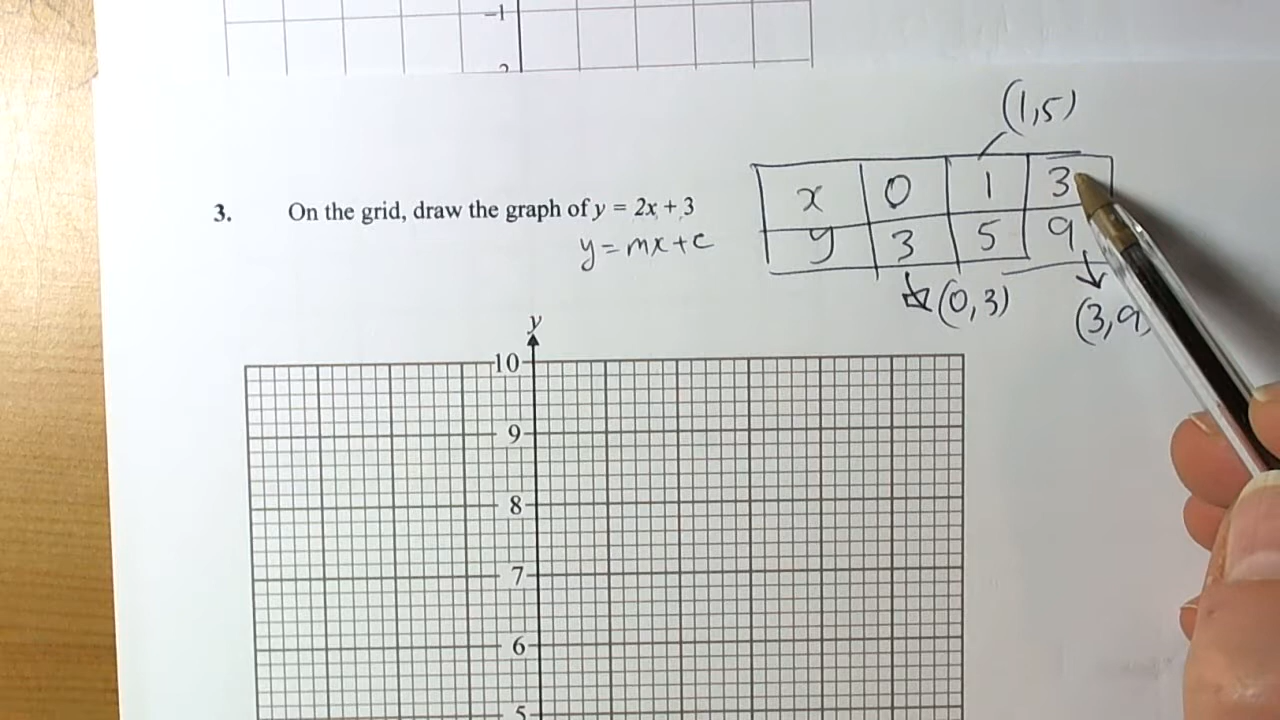 -1
(1,5)
x 0 1 3
3. On the grid, draw the graph of y = 2x + 3
y = mx + c
y 3 5 9
(0,3)
(3,9)
y
10
9
8
7
6
5